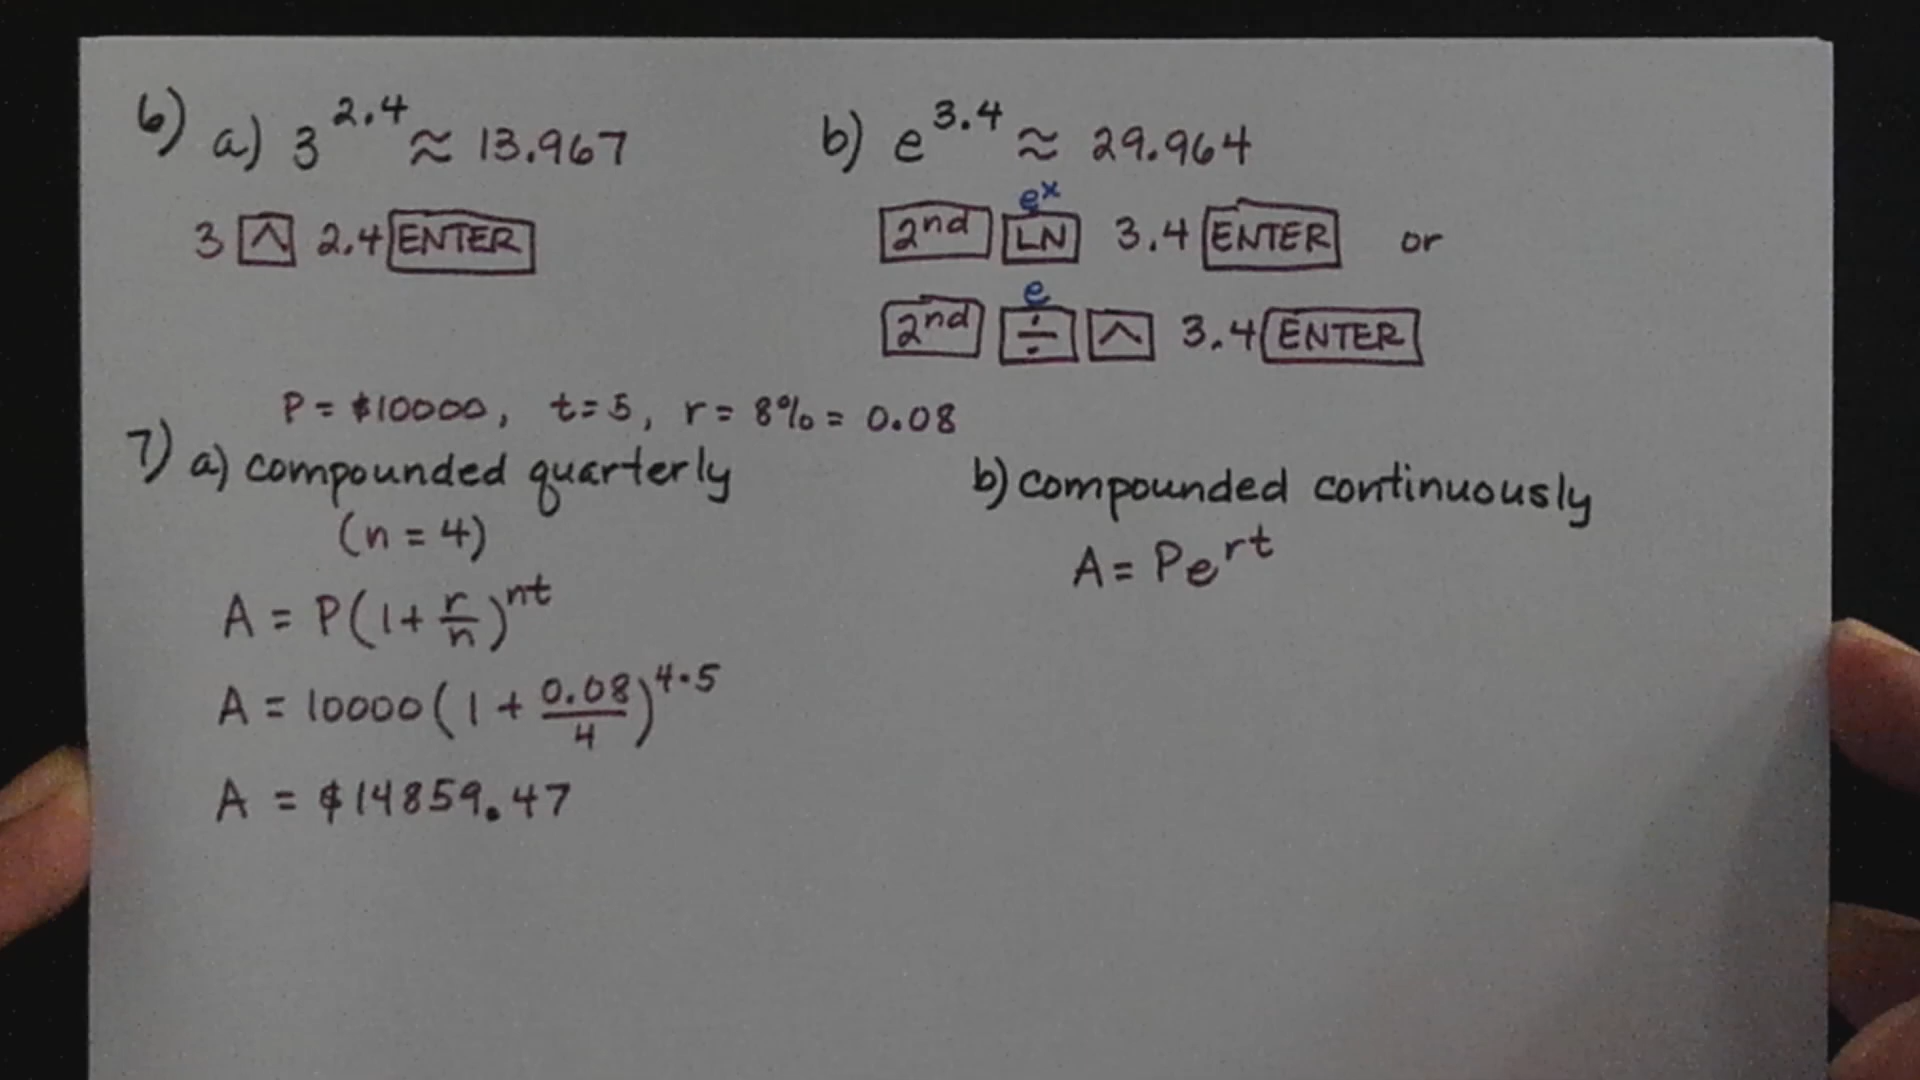 6) a) 3^2.4 ≈ 13.967
3 ^ 2.4 ENTER
b) e^3.4 ≈ 29.964
e^x
2nd LN 3.4 ENTER or
e
2nd ÷ ^ 3.4 ENTER
P = $10000, t = 5, r = 8% = 0.08
7) a) compounded quarterly
(n = 4)
A = P(1 + r/n)^nt
A = 10000(1 + 0.08/4)^4·5
A = $14859.47
b) compounded continuously
A = Pe^rt